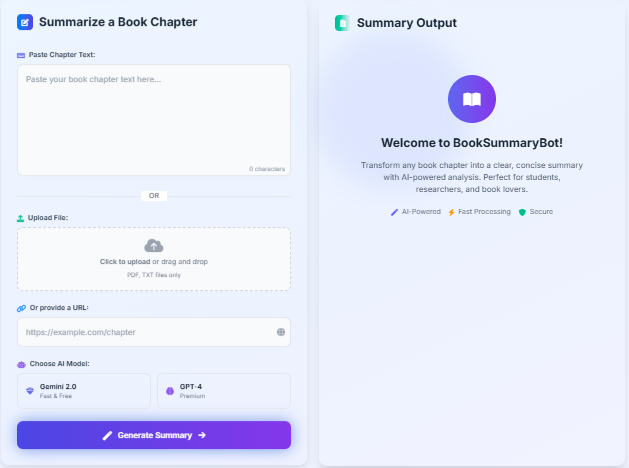 Summarize a Book Chapter
Paste Chapter Text:
Paste your book chapter text here...
0 characters
OR
Upload File:
Click to upload or drag and drop
PDF, TXT files only
Or provide a URL:
https://example.com/chapter
Choose AI Model:
Gemini 2.0
Fast & Free
GPT-4
Premium
Generate Summary →
Summary Output
Welcome to BookSummaryBot!
Transform any book chapter into a clear, concise summary
with AI-powered analysis. Perfect for students,
researchers, and book lovers.
AI-Powered Fast Processing Secure